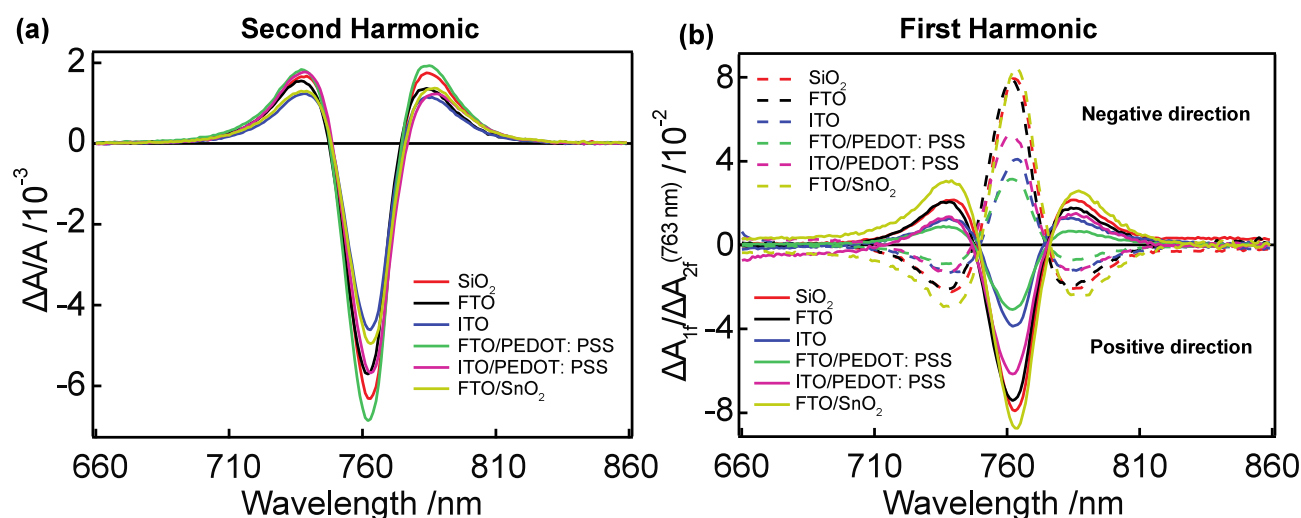 (a)
Second Harmonic
2
0
−2
−4
−6
ΔA/A /10⁻³
SiO₂
FTO
ITO
FTO/PEDOT: PSS
ITO/PEDOT: PSS
FTO/SnO₂
660
710
760
810
860
Wavelength /nm
(b)
First Harmonic
8
4
0
−4
−8
ΔA₁f/ΔA₂f⁽⁷⁶³ ⁿᵐ⁾ /10⁻²
SiO₂
FTO
ITO
FTO/PEDOT: PSS
ITO/PEDOT: PSS
FTO/SnO₂
Negative direction
SiO₂
FTO
ITO
FTO/PEDOT: PSS
ITO/PEDOT: PSS
FTO/SnO₂
Positive direction
660
710
760
810
860
Wavelength /nm